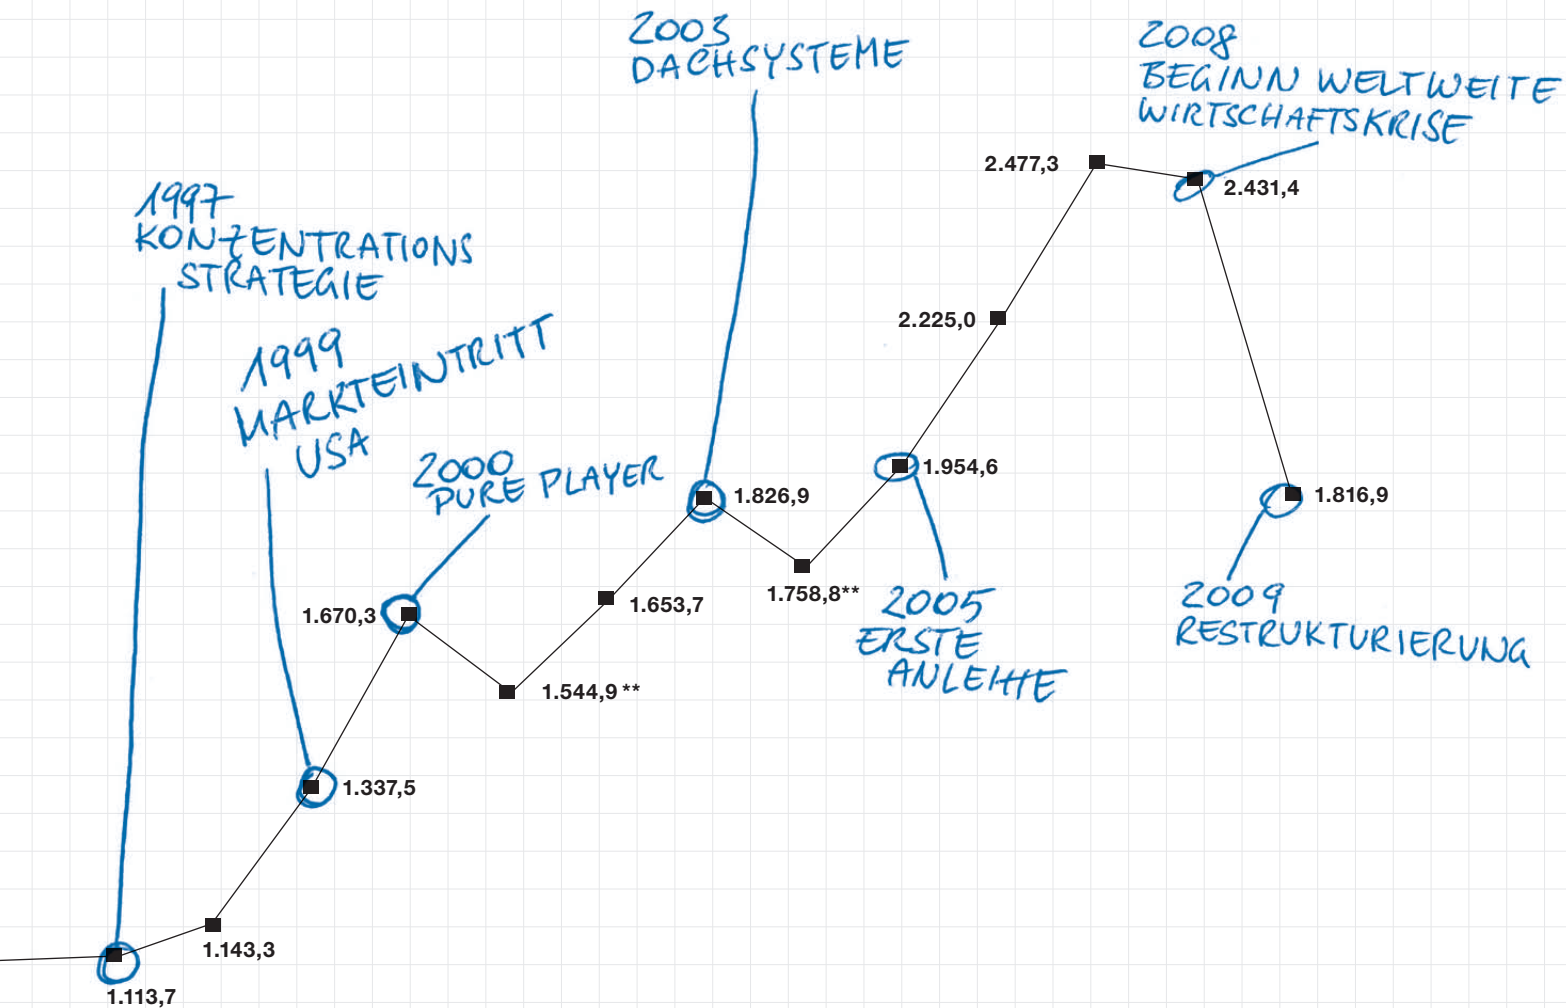 2003
DACHSYSTEME
2008
BEGINN WELTWEITE
WIRTSCHAFTSKRISE
2.477,3
2.431,4
1997
KONZENTRATIONS
STRATEGIE
2.225,0
1999
MARKTEINTRITT
USA
2000
PURE PLAYER
1.826,9
1.954,6
1.816,9
1.670,3
1.653,7
1.758,8**
2005
ERSTE
ANLEIHE
2009
RESTRUKTURIERUNG
1.544,9**
1.337,5
1.143,3
1.113,7